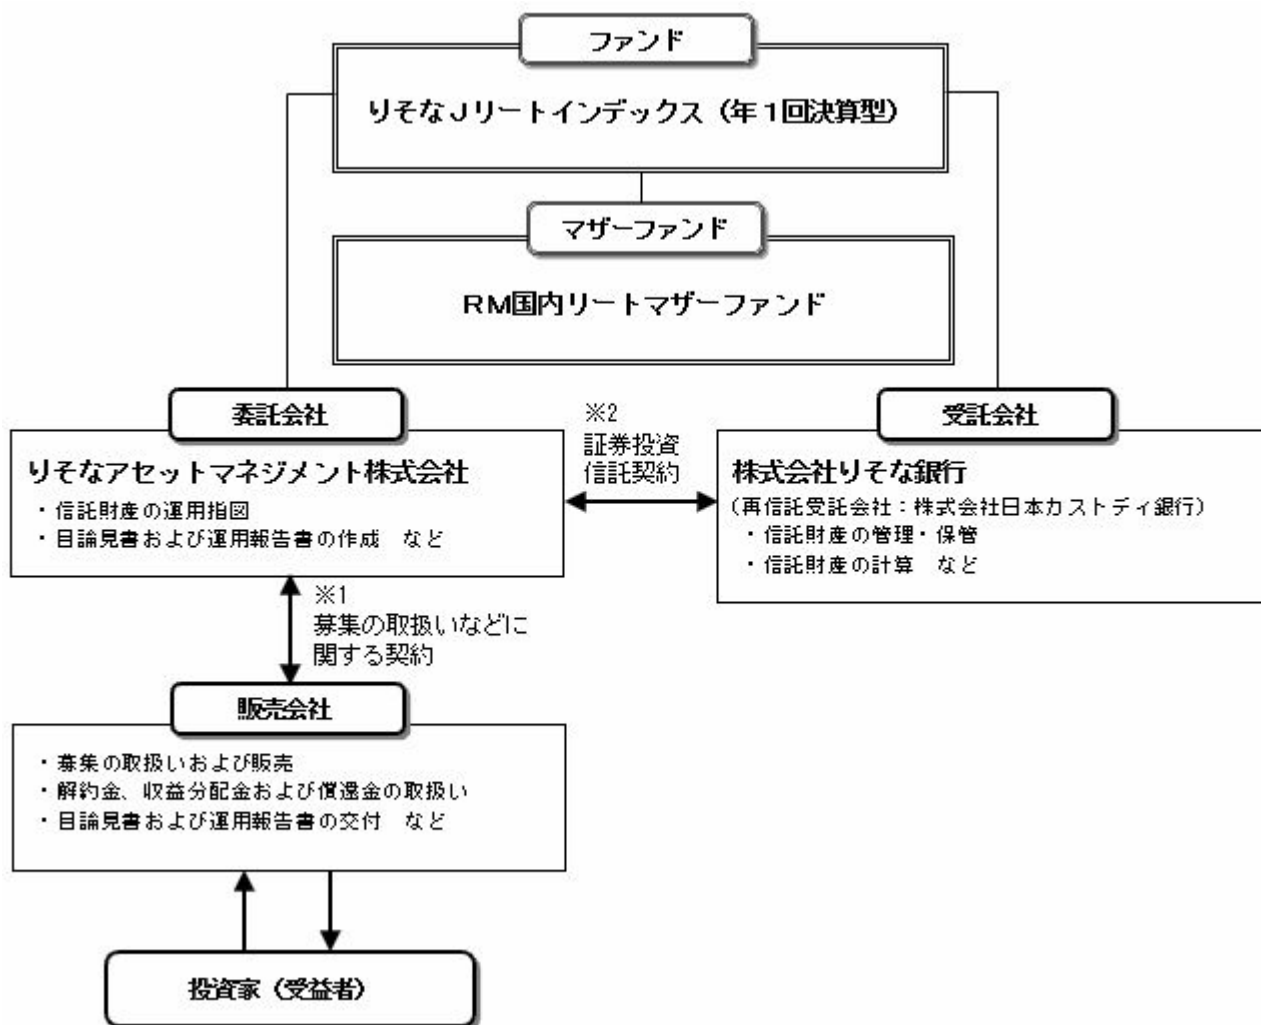 ファンド
りそなJリートインデックス（年1回決算型）
マザーファンド
RM国内リートマザーファンド
委託会社
りそなアセットマネジメント株式会社
・信託財産の運用指図
・目論見書および運用報告書の作成　など
※2
証券投資
信託契約
受託会社
株式会社りそな銀行
（再信託受託会社：株式会社日本カストディ銀行）
・信託財産の管理・保管
・信託財産の計算　など
※1
募集の取扱いなどに
関する契約
販売会社
・募集の取扱いおよび販売
・解約金、収益分配金および償還金の取扱い
・目論見書および運用報告書の交付　など
投資家（受益者）